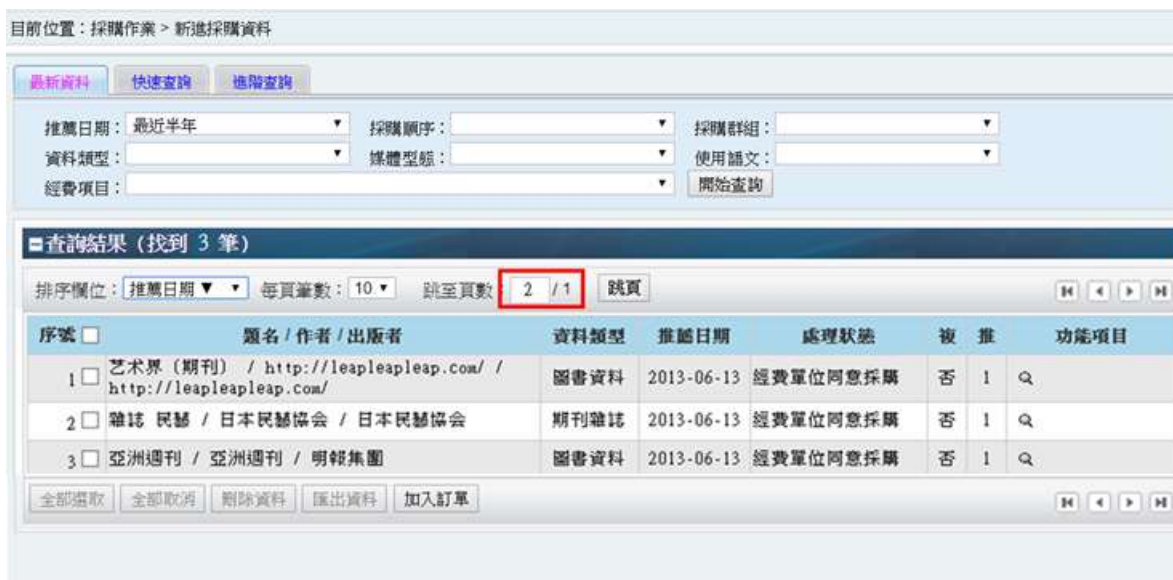 目前位置：採購作業 > 新進採購資料
最新資料 快速查詢 進階查詢
推薦日期： 最近半年 採購順序： 採購群組：
資料類型： 媒體型態： 使用語文：
經費項目： 開始查詢
查詢結果 (找到 3 筆)
排序欄位： 推薦日期▼ 每頁筆數： 10 跳至頁數： 2 / 1 跳頁
序號 題名 / 作者 / 出版者 資料類型 推薦日期 處理狀態 複 推 功能項目
1 艺术界 (期刊) / http://leapleapleap.com/ / 圖書資料 2013-06-13 經費單位同意採購 否 1
http://leapleapleap.com/
2 雜誌 民藝 / 日本民藝協会 / 日本民藝協会 期刊雜誌 2013-06-13 經費單位同意採購 否 1
3 亞洲週刊 / 亞洲週刊 / 明報集團 圖書資料 2013-06-13 經費單位同意採購 否 1
全部選取 全部取消 刪除資料 匯出資料 加入訂單